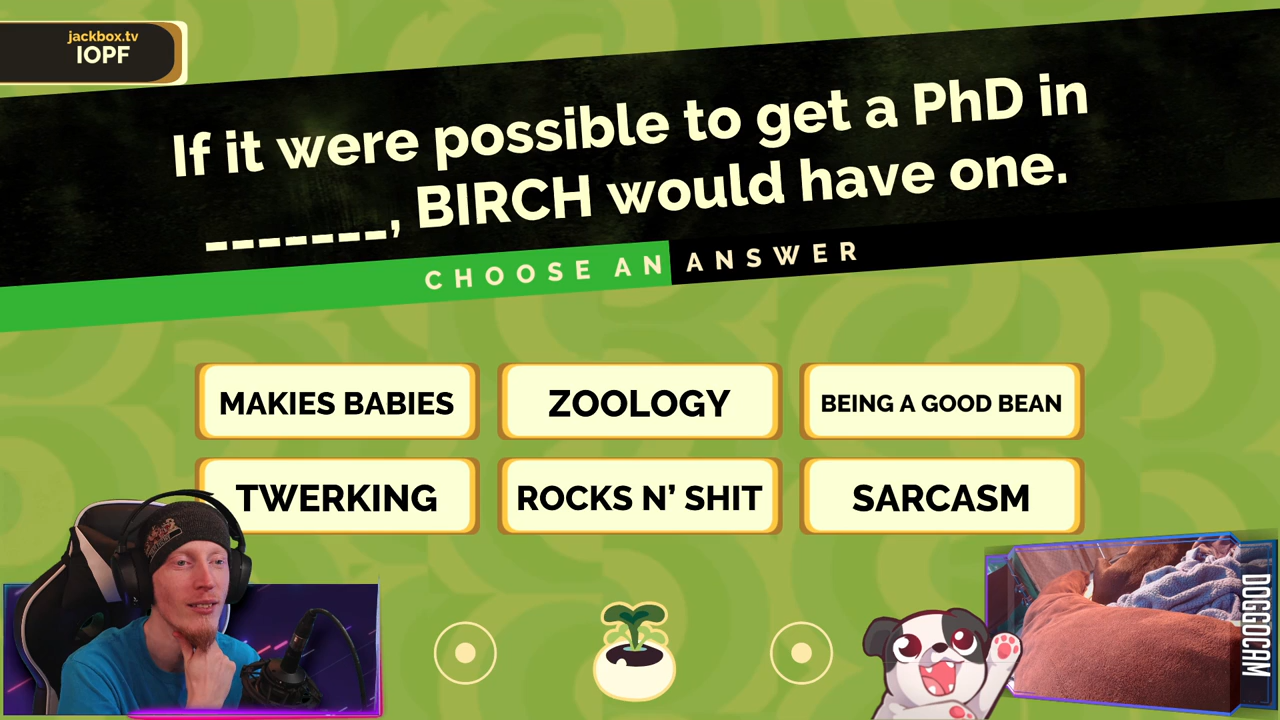 jackbox.tv
IOPF
If it were possible to get a PhD in
_______, BIRCH would have one.
CHOOSE AN ANSWER
MAKIES BABIES
ZOOLOGY
BEING A GOOD BEAN
TWERKING
ROCKS N' SHIT
SARCASM
DOGGOCAM